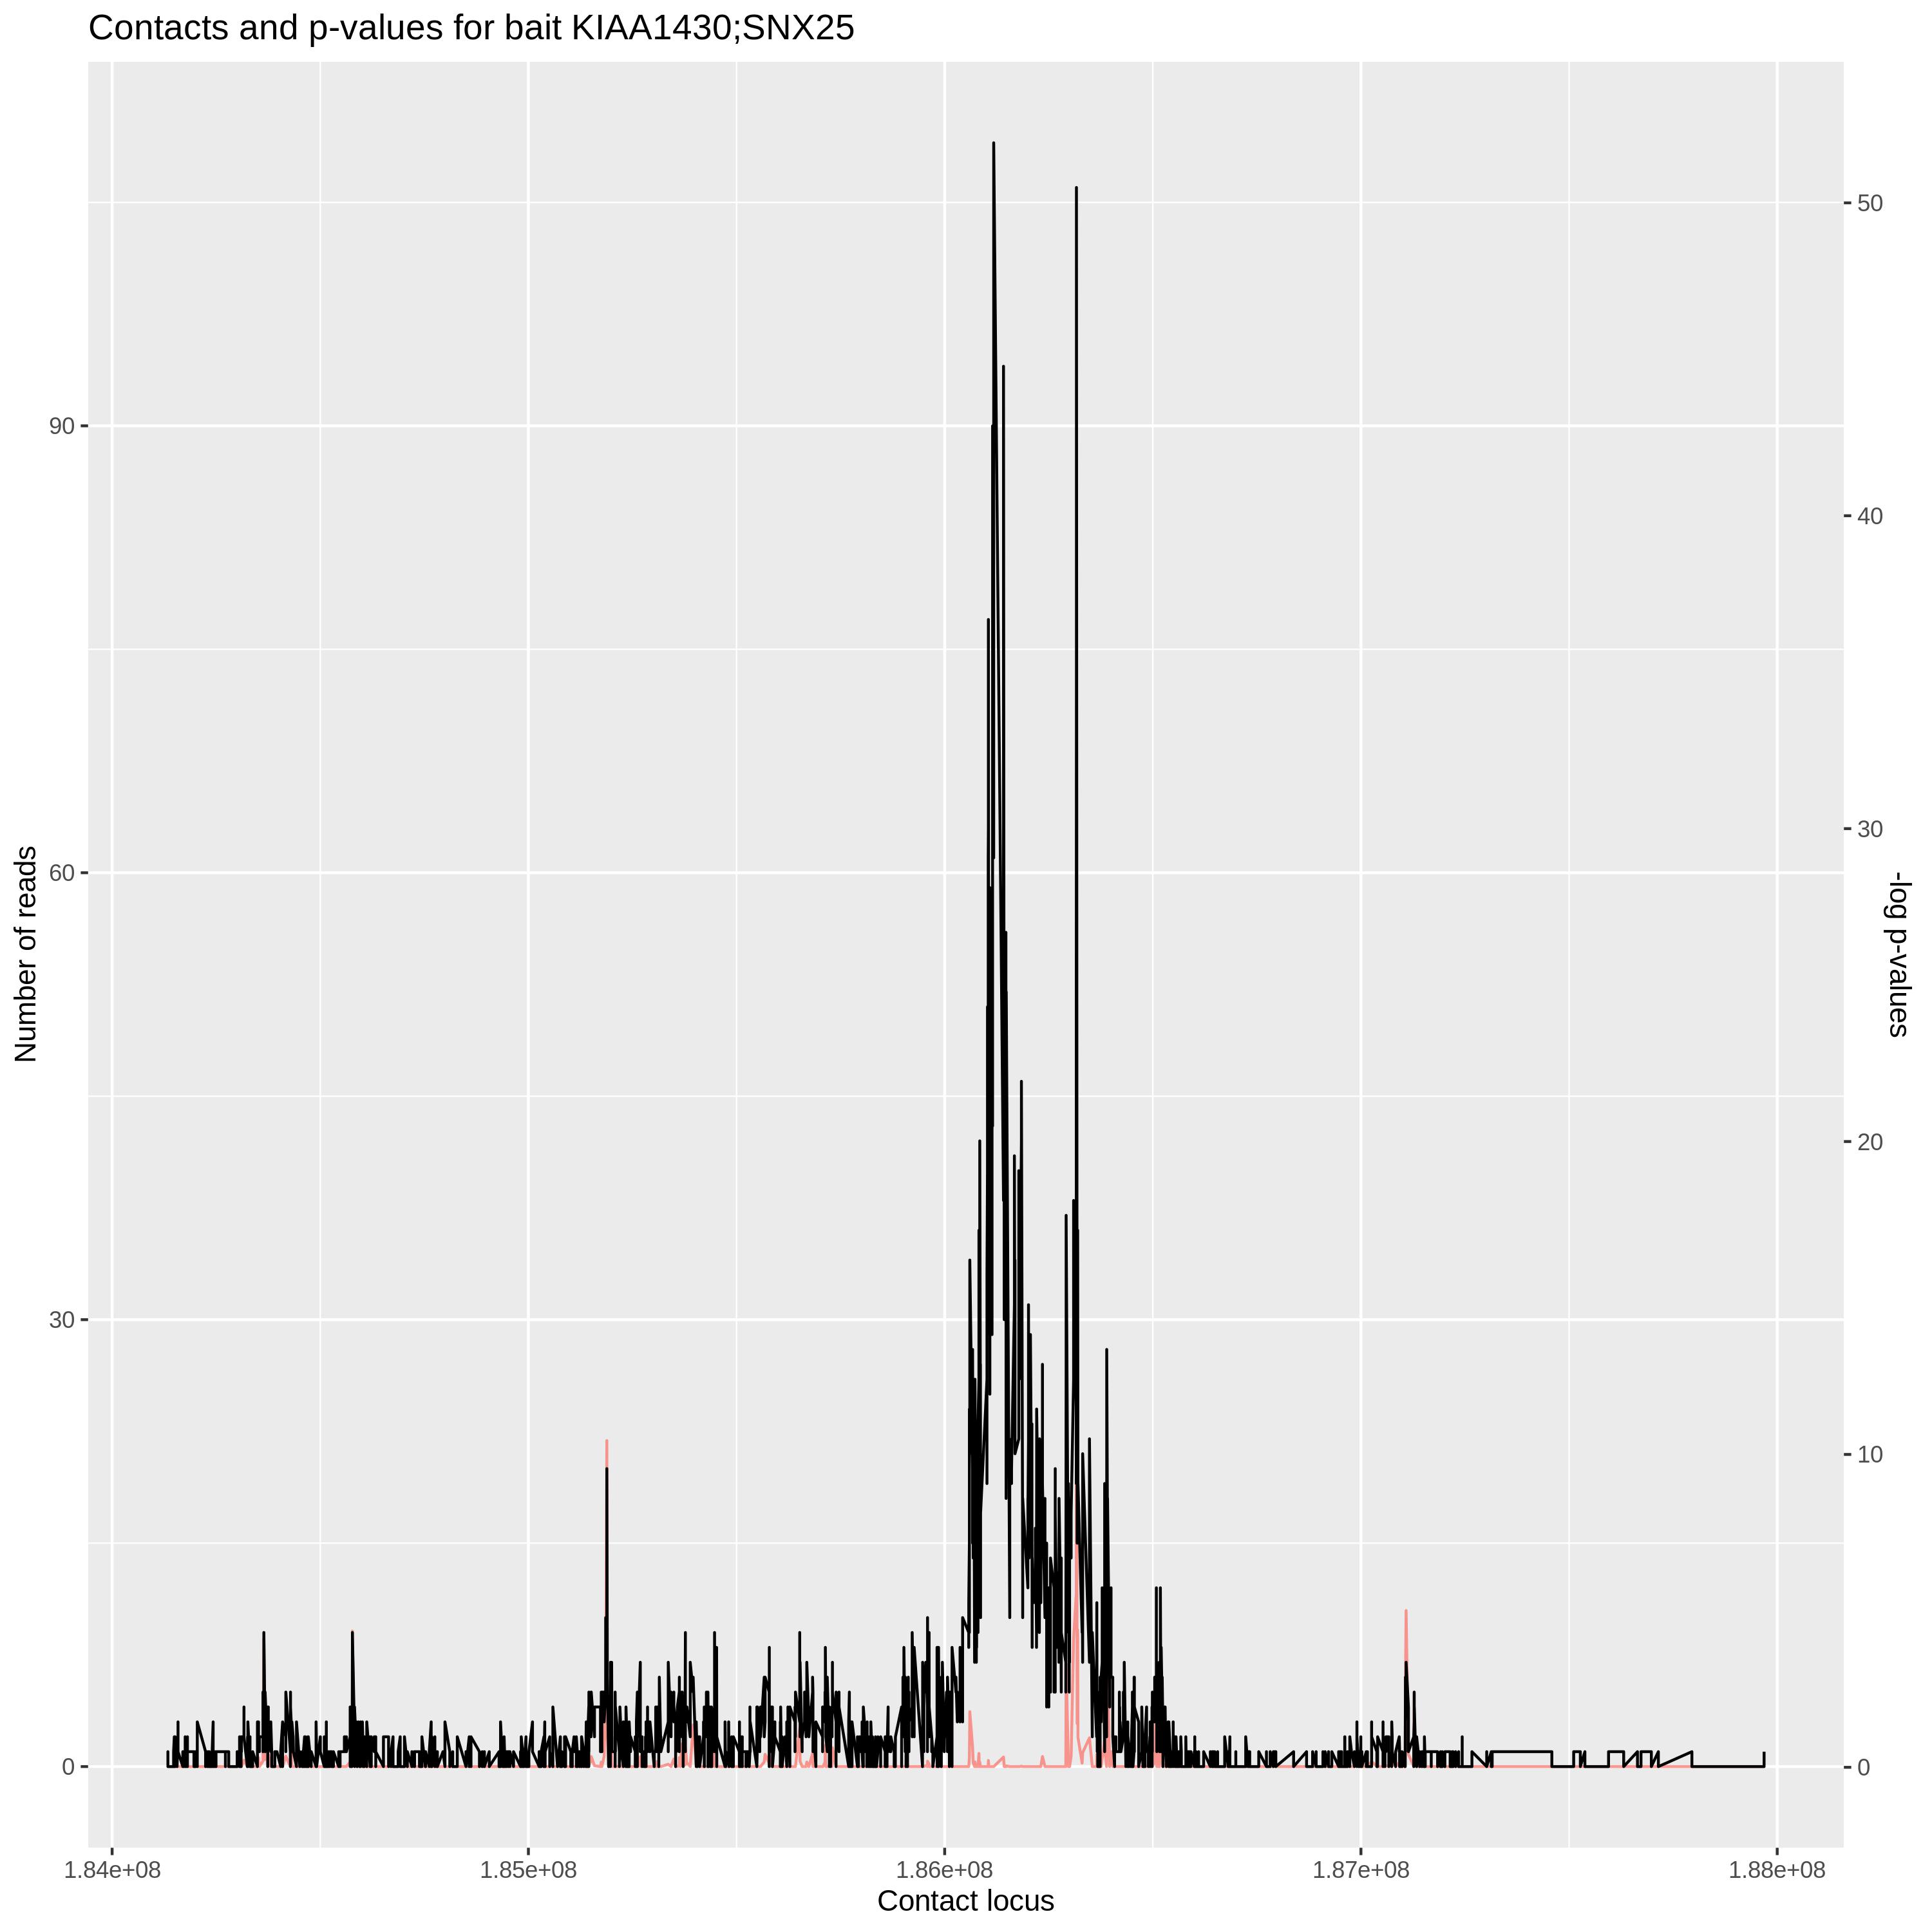 Contacts and p-values for bait KIAA1430;SNX25
Number of reads
90
60
30
0
50
40
30
20
10
0
-log p-values
1.84e+08
1.85e+08
1.86e+08
1.87e+08
1.88e+08
Contact locus